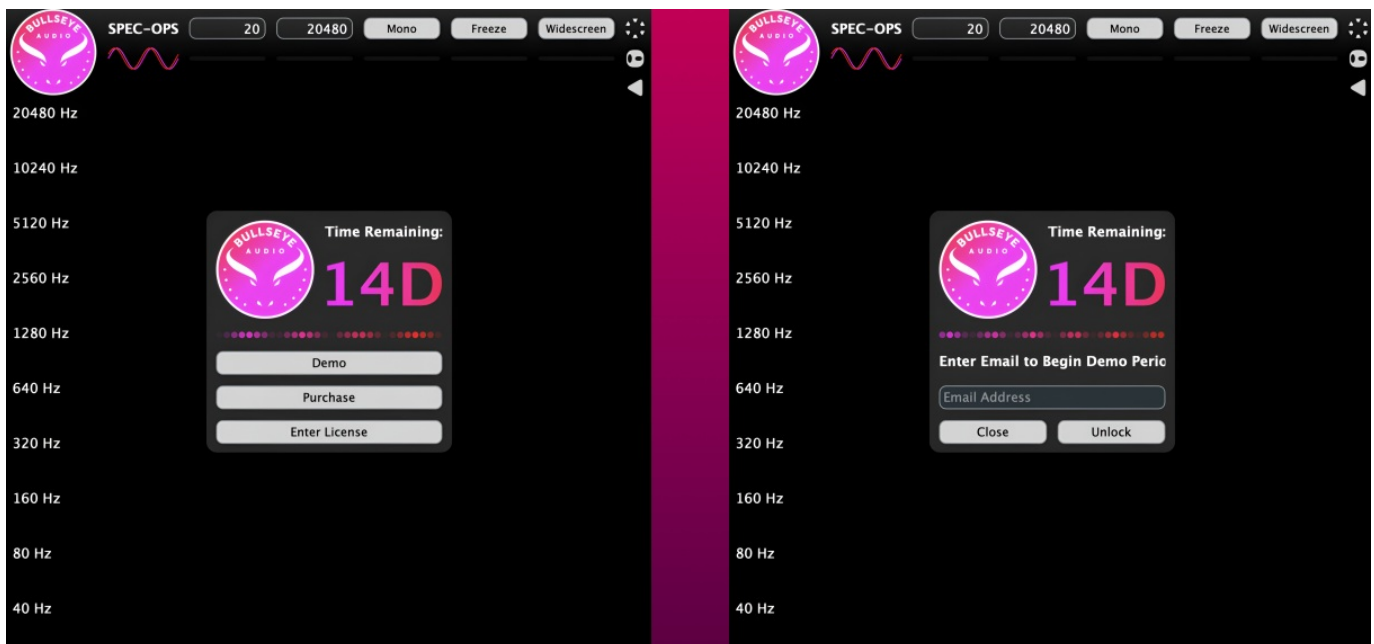 BULLSEYE
AUDIO
SPEC-OPS 20 20480 Mono Freeze Widescreen
20480 Hz
10240 Hz
5120 Hz
2560 Hz
1280 Hz
640 Hz
320 Hz
160 Hz
80 Hz
40 Hz
BULLSEYE
AUDIO
Time Remaining:
14D
Demo
Purchase
Enter License
BULLSEYE
AUDIO
SPEC-OPS 20 20480 Mono Freeze Widescreen
20480 Hz
10240 Hz
5120 Hz
2560 Hz
1280 Hz
640 Hz
320 Hz
160 Hz
80 Hz
40 Hz
BULLSEYE
AUDIO
Time Remaining:
14D
Enter Email to Begin Demo Perio
Email Address
Close Unlock